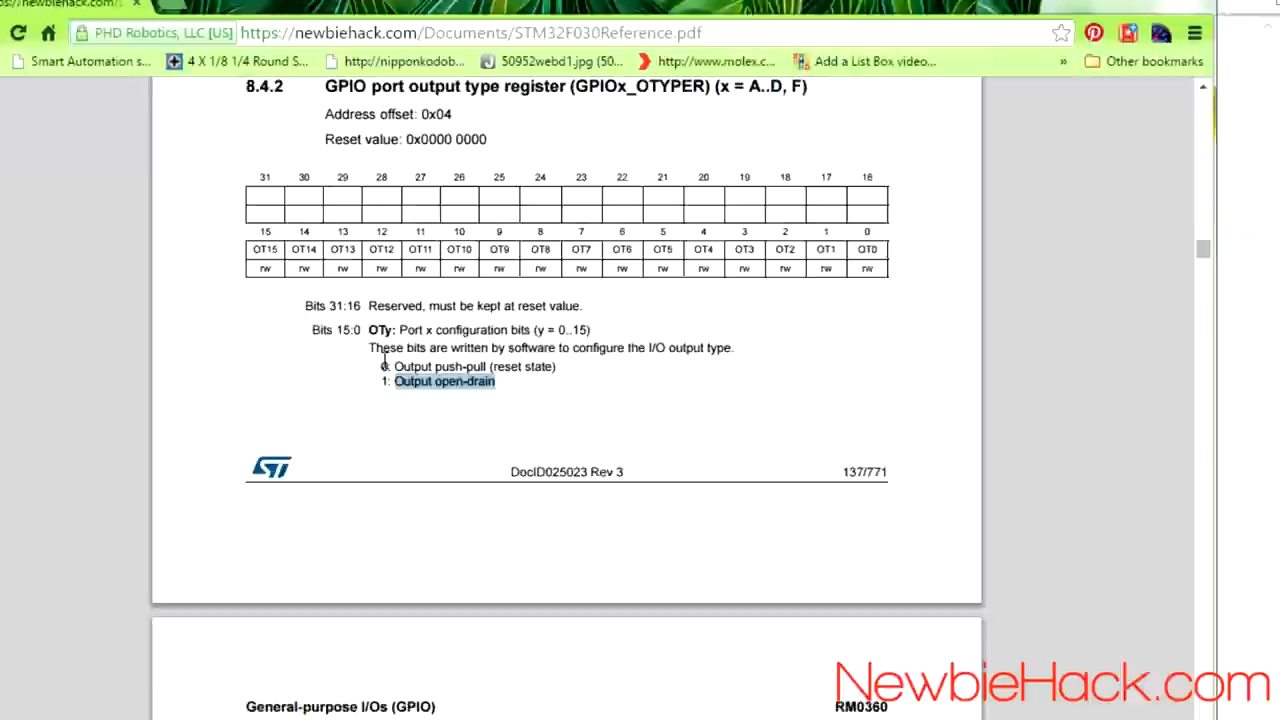 s://newbiehack.com/
PHD Robotics, LLC [US] https://newbiehack.com/Documents/STM32F030Reference.pdf
Smart Automation s... 4 X 1/8 1/4 Round S... http://nipponkodob... 50952webd1.jpg (50... http://www.molex.c... Add a List Box video... » Other bookmarks
8.4.2 GPIO port output type register (GPIOx_OTYPER) (x = A..D, F)
Address offset: 0x04
Reset value: 0x0000 0000
31 30 29 28 27 26 25 24 23 22 21 20 19 18 17 16
15 14 13 12 11 10 9 8 7 6 5 4 3 2 1 0
OT15 OT14 OT13 OT12 OT11 OT10 OT9 OT8 OT7 OT6 OT5 OT4 OT3 OT2 OT1 OT0
rw rw rw rw rw rw rw rw rw rw rw rw rw rw rw rw
Bits 31:16 Reserved, must be kept at reset value.
Bits 15:0 OTy: Port x configuration bits (y = 0..15)
These bits are written by software to configure the I/O output type.
0: Output push-pull (reset state)
1: Output open-drain
ST DocID025023 Rev 3 137/771
General-purpose I/Os (GPIO) RM0360
NewbieHack.com